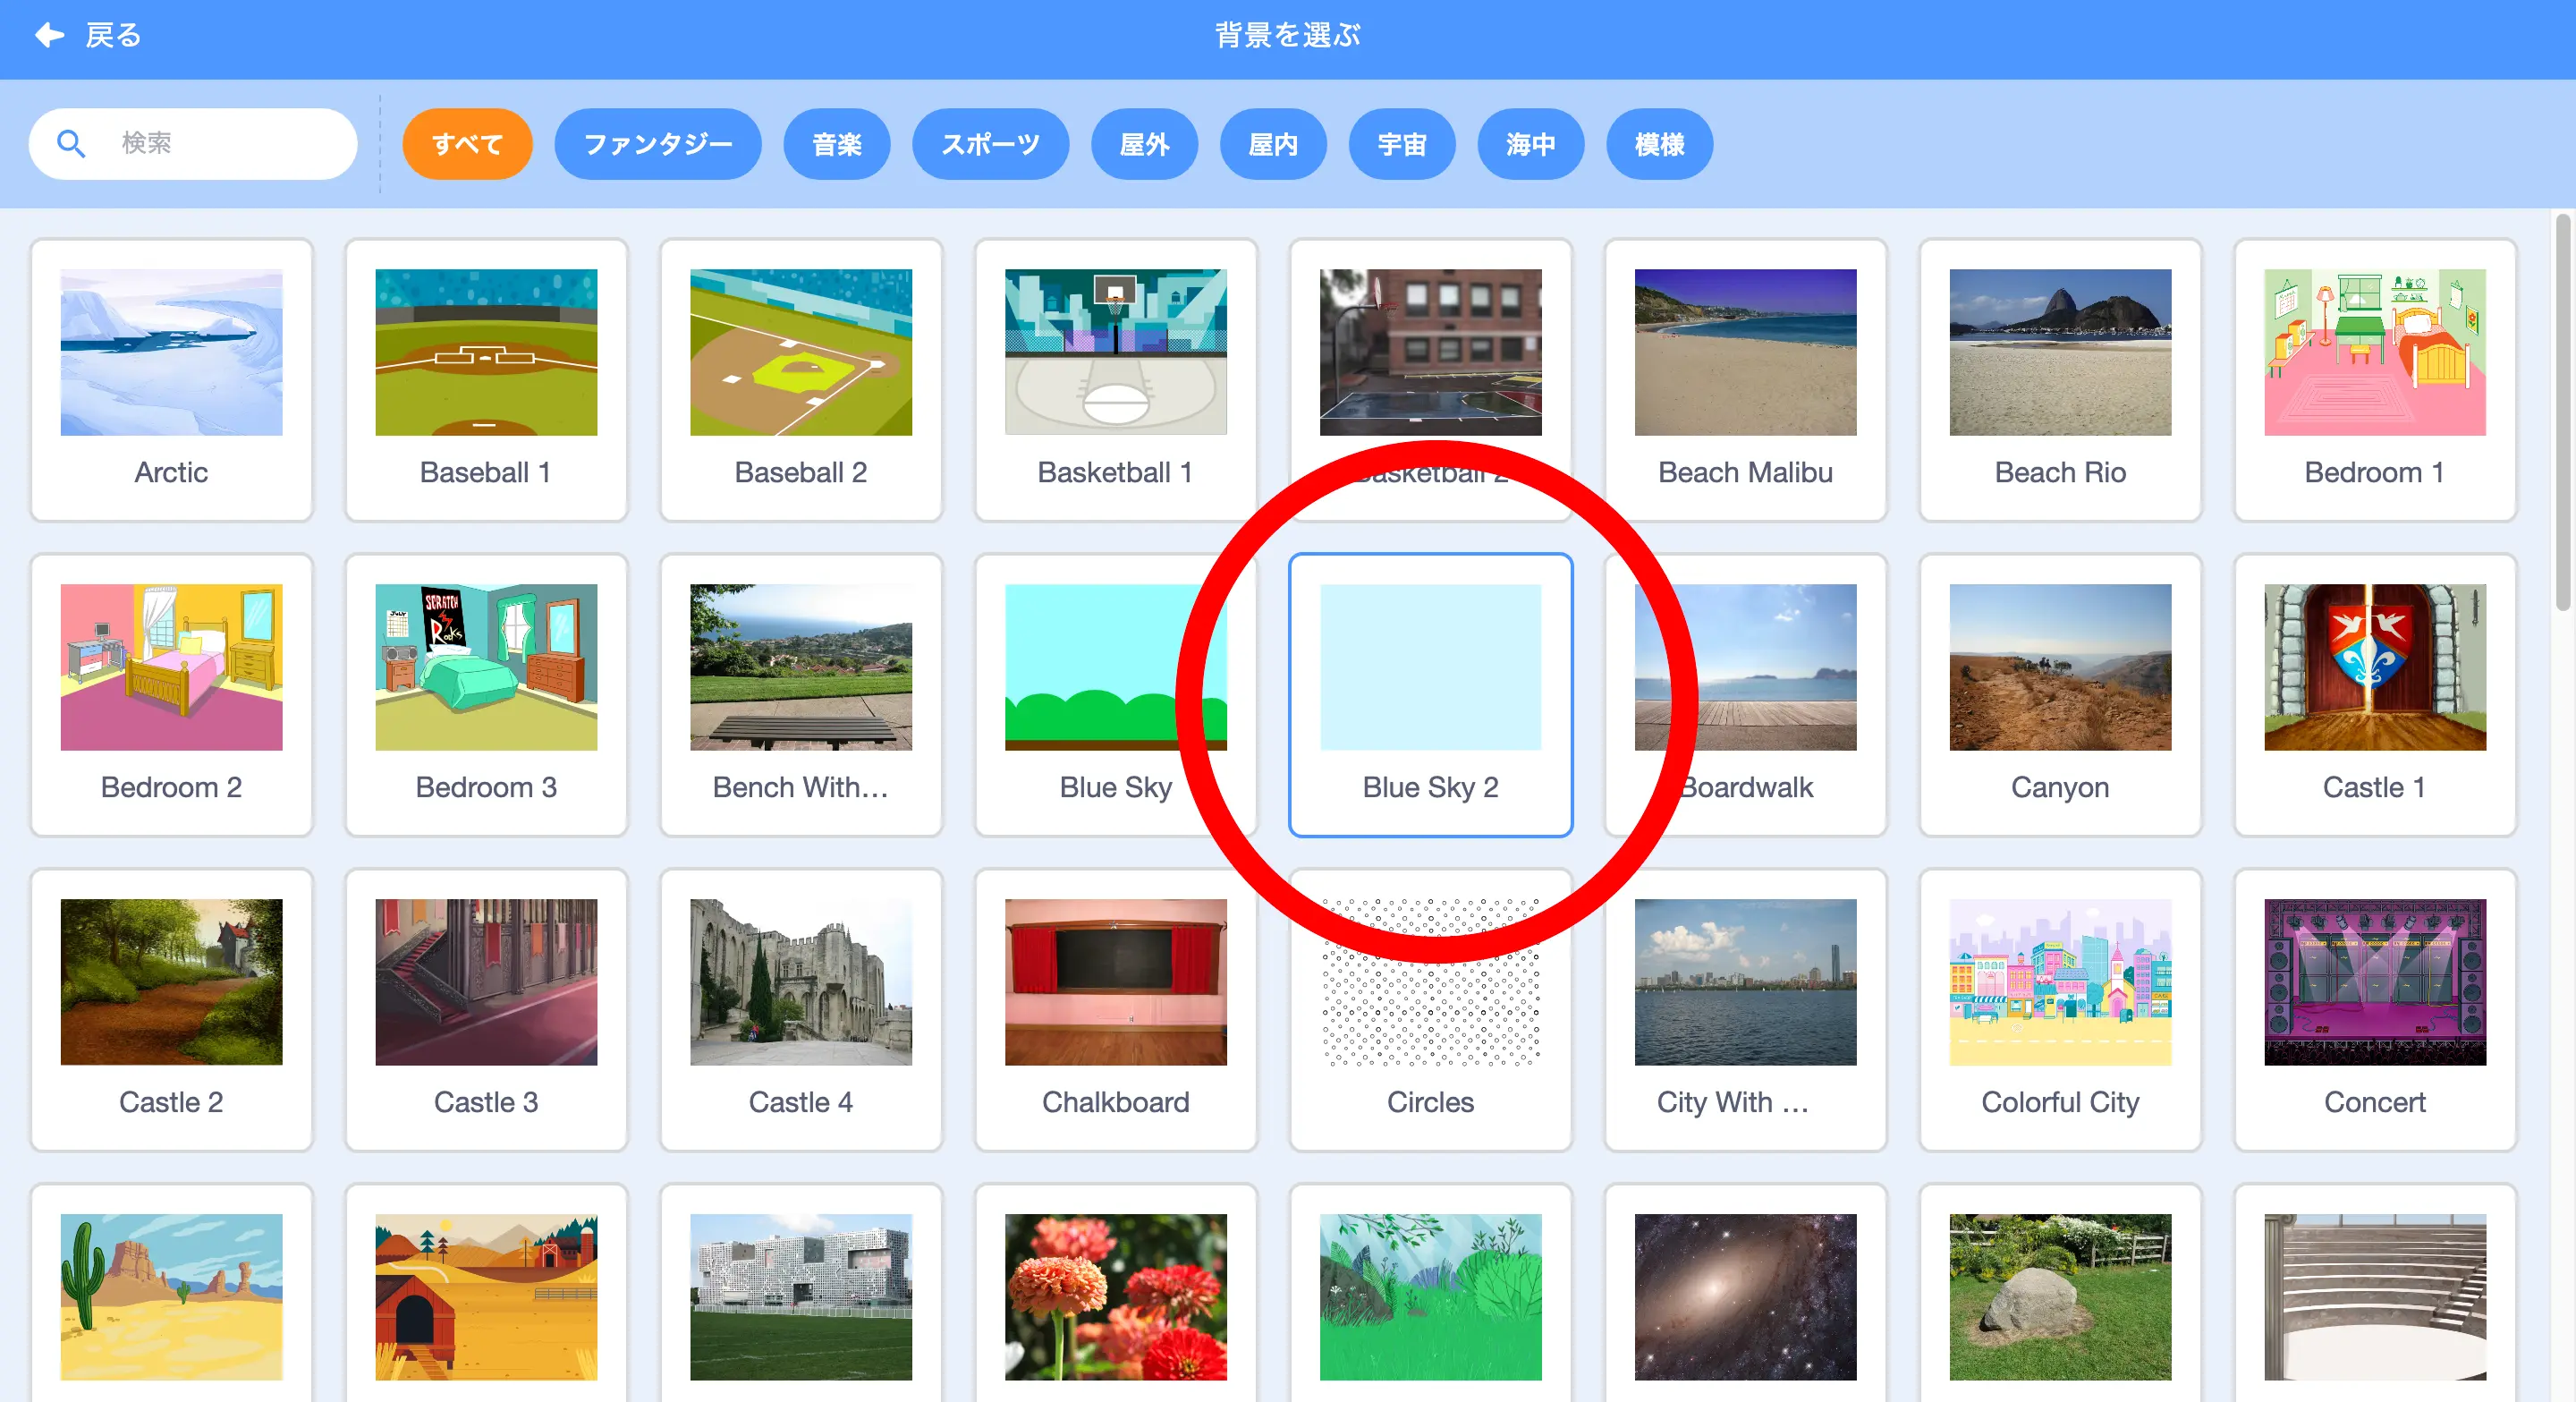 戻る
背景を選ぶ
検索
すべて
ファンタジー
音楽
スポーツ
屋外
屋内
宇宙
海中
模様
Arctic
Baseball 1
Baseball 2
Basketball 1
Basketball 2
Beach Malibu
Beach Rio
Bedroom 1
JULY
SCRATCH
Rocks
Bedroom 2
Bedroom 3
Bench With...
Blue Sky
Blue Sky 2
Boardwalk
Canyon
Castle 1
Castle 2
Castle 3
Castle 4
Chalkboard
Circles
City With ...
Colorful City
Concert